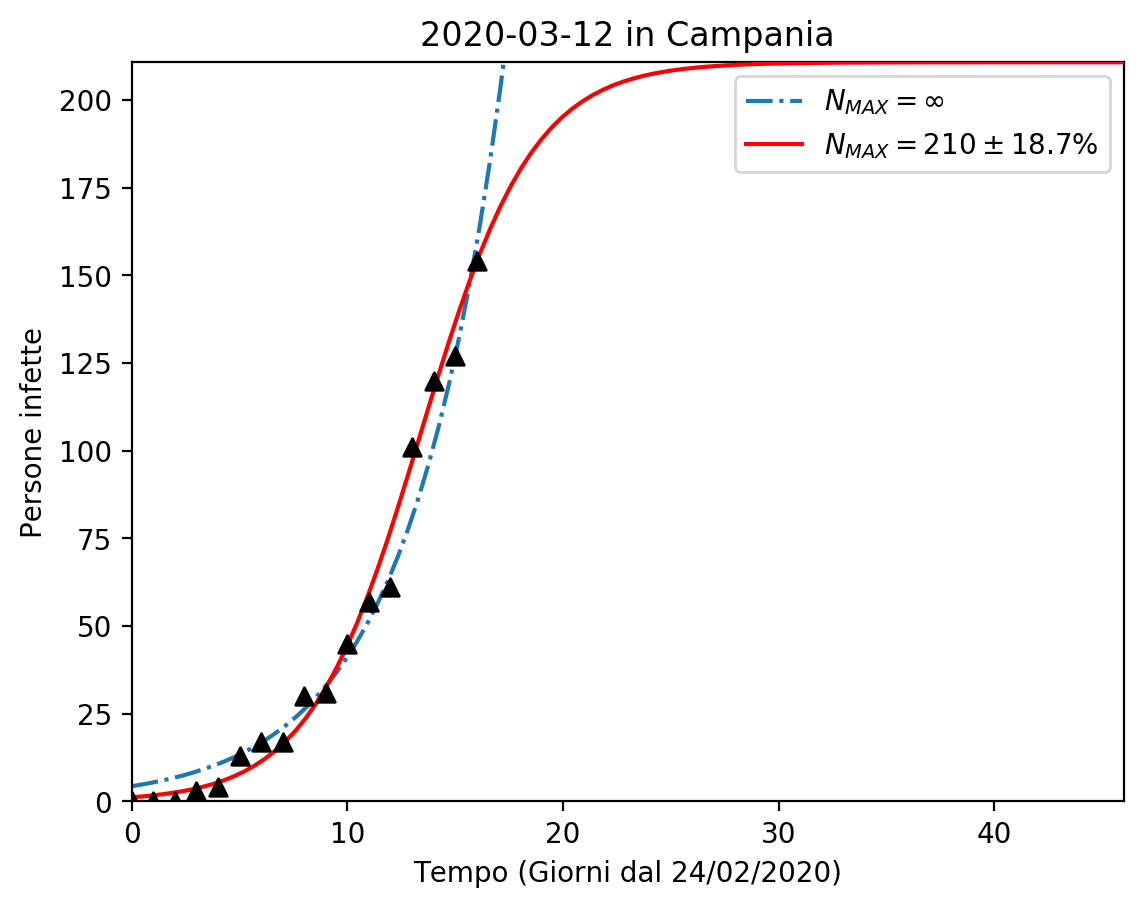 2020-03-12 in Campania
N_MAX = ∞
N_MAX = 210 ± 18.7%
200
175
150
125
100
75
50
25
0
Persone infette
0 10 20 30 40
Tempo (Giorni dal 24/02/2020)